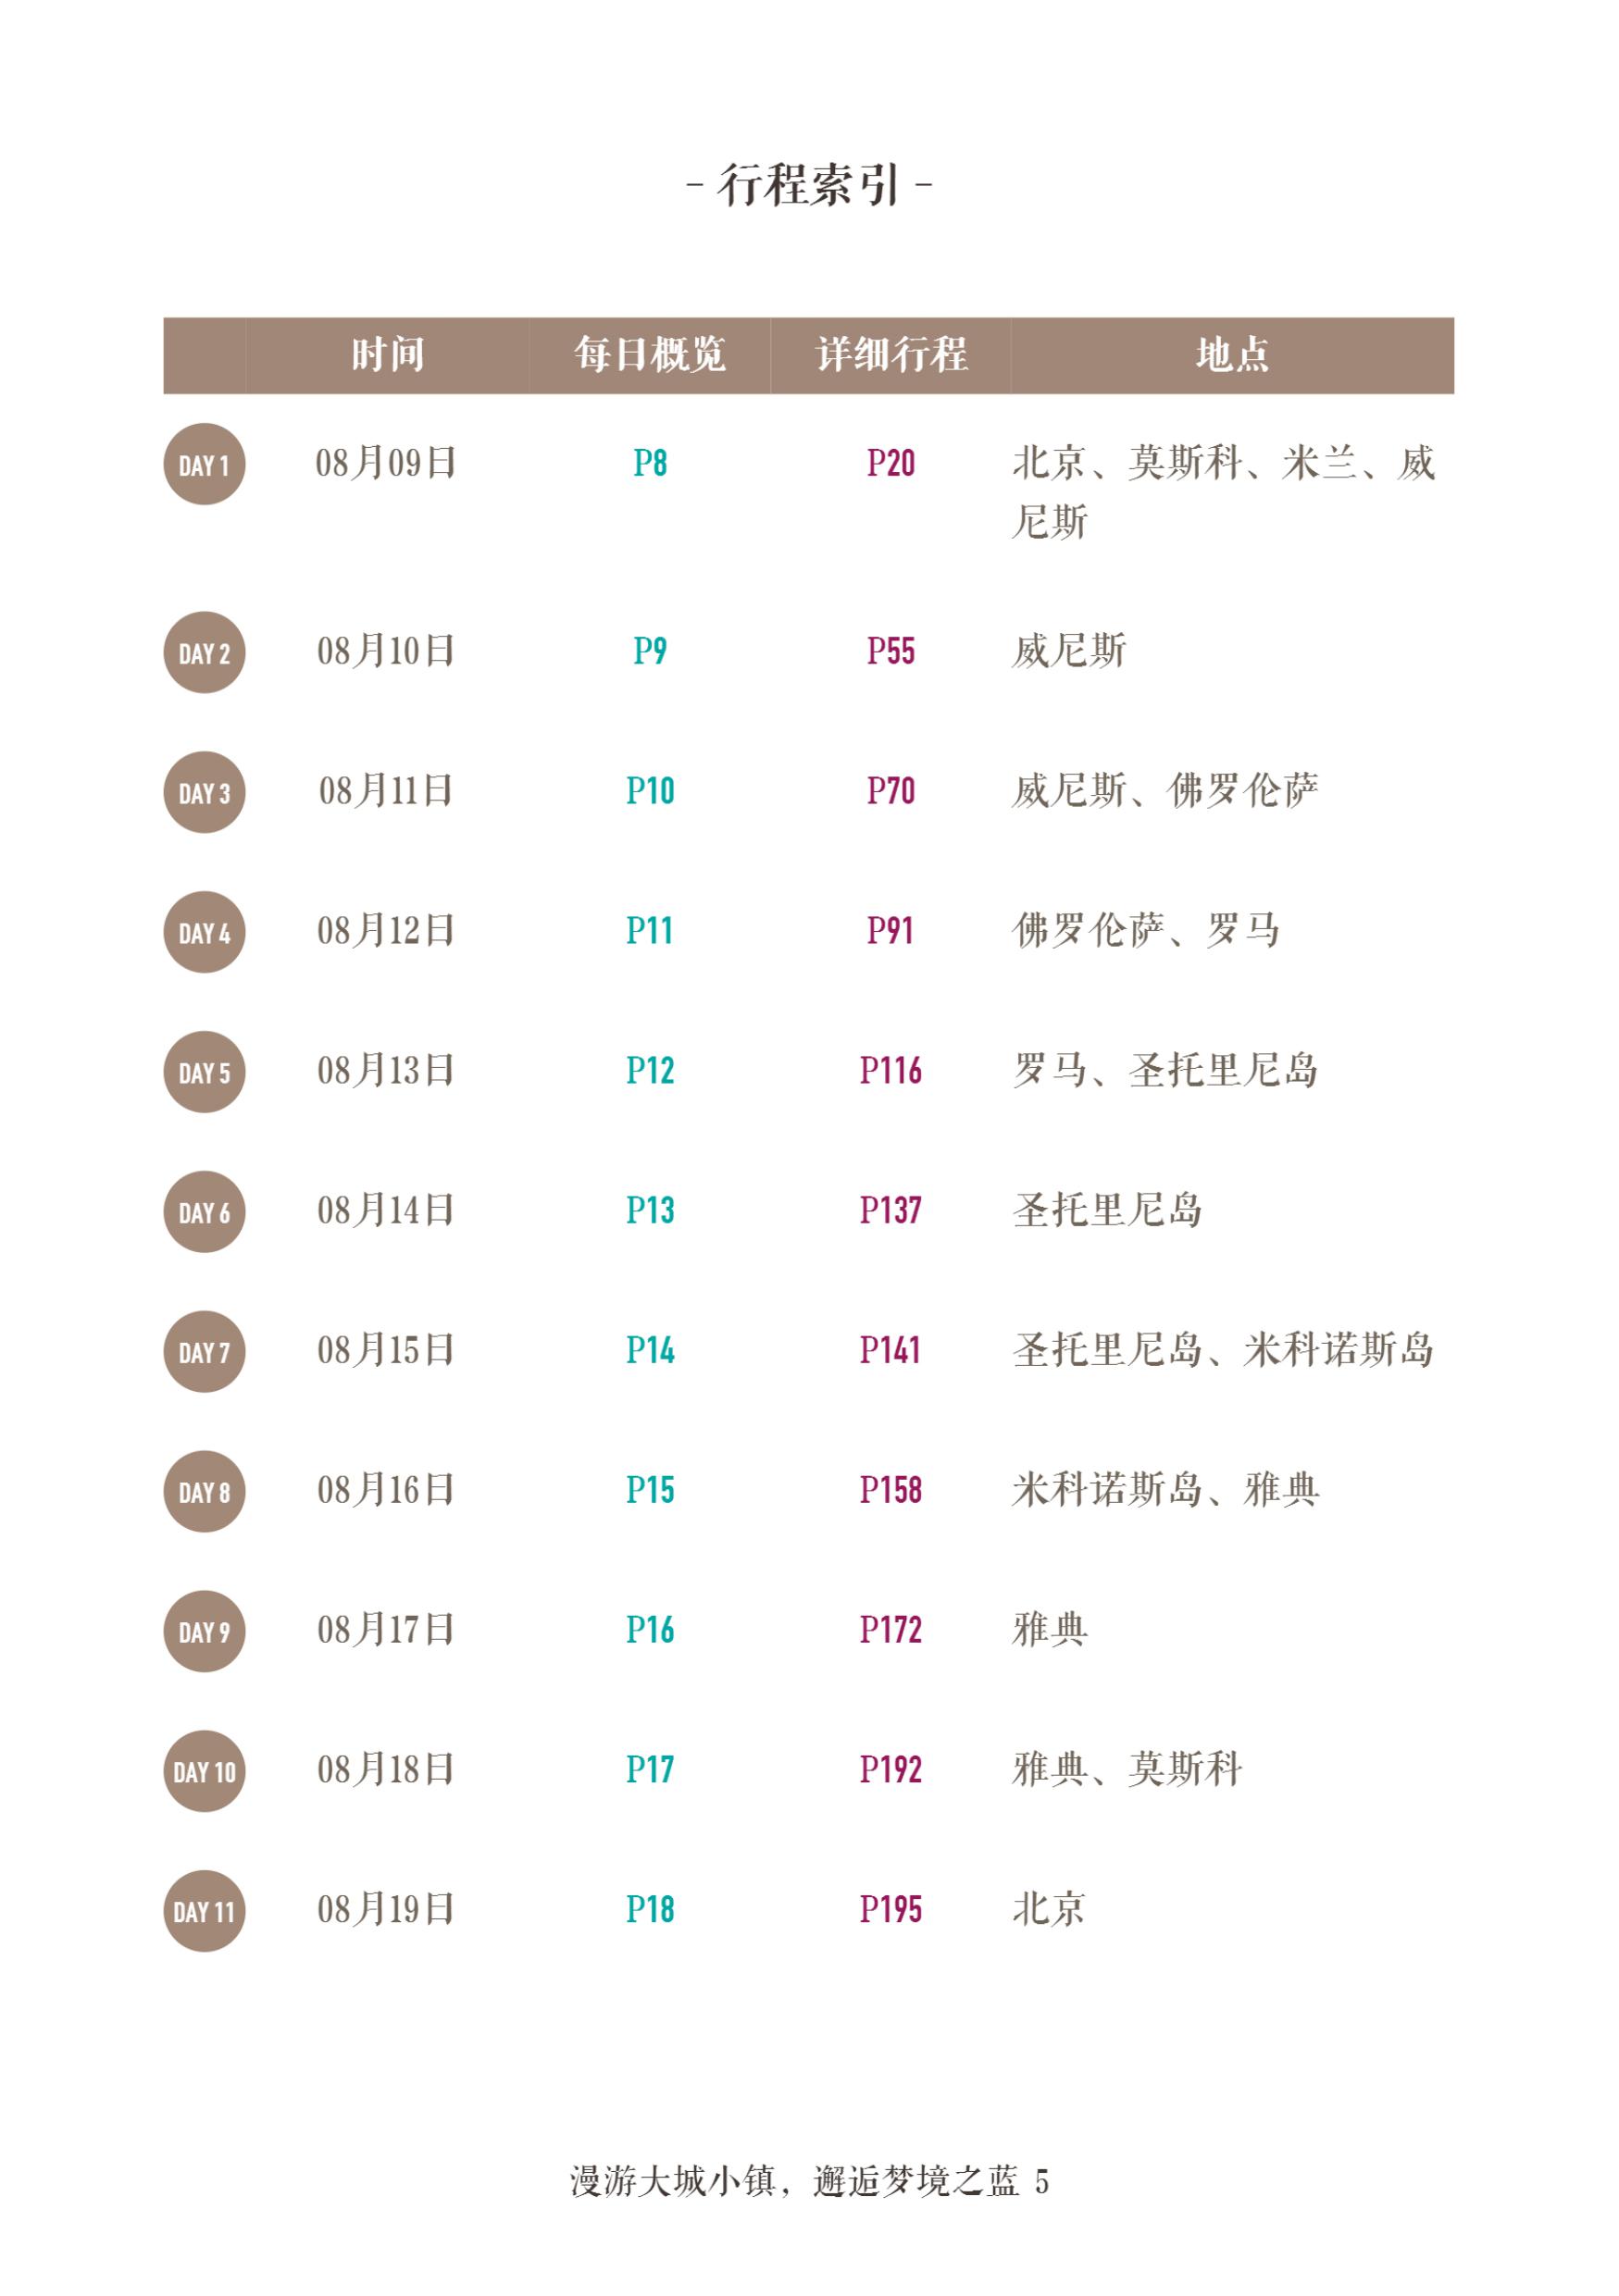 - 行程索引 -
时间 每日概览 详细行程 地点
DAY 1 08月09日 P8 P20 北京、莫斯科、米兰、威
尼斯
DAY 2 08月10日 P9 P55 威尼斯
DAY 3 08月11日 P10 P70 威尼斯、佛罗伦萨
DAY 4 08月12日 P11 P91 佛罗伦萨、罗马
DAY 5 08月13日 P12 P116 罗马、圣托里尼岛
DAY 6 08月14日 P13 P137 圣托里尼岛
DAY 7 08月15日 P14 P141 圣托里尼岛、米科诺斯岛
DAY 8 08月16日 P15 P158 米科诺斯岛、雅典
DAY 9 08月17日 P16 P172 雅典
DAY 10 08月18日 P17 P192 雅典、莫斯科
DAY 11 08月19日 P18 P195 北京
漫游大城小镇，邂逅梦境之蓝 5